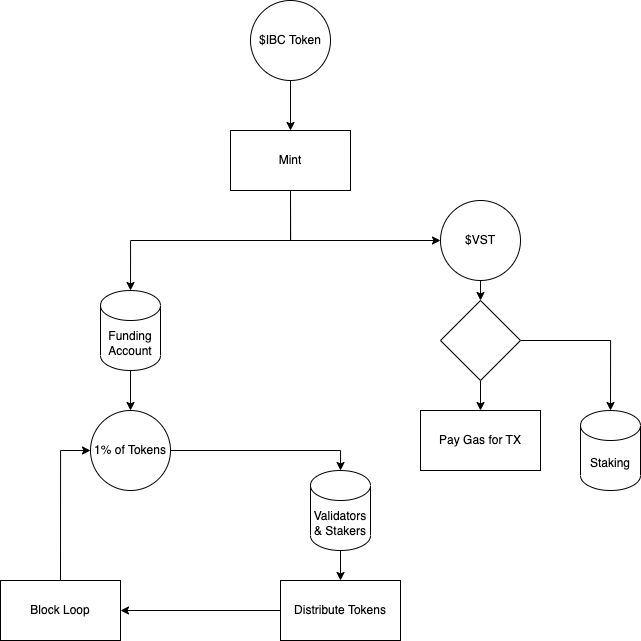 $IBC Token
Mint
$VST
Funding
Account
Pay Gas for TX
1% of Tokens
Staking
Validators
& Stakers
Block Loop
Distribute Tokens